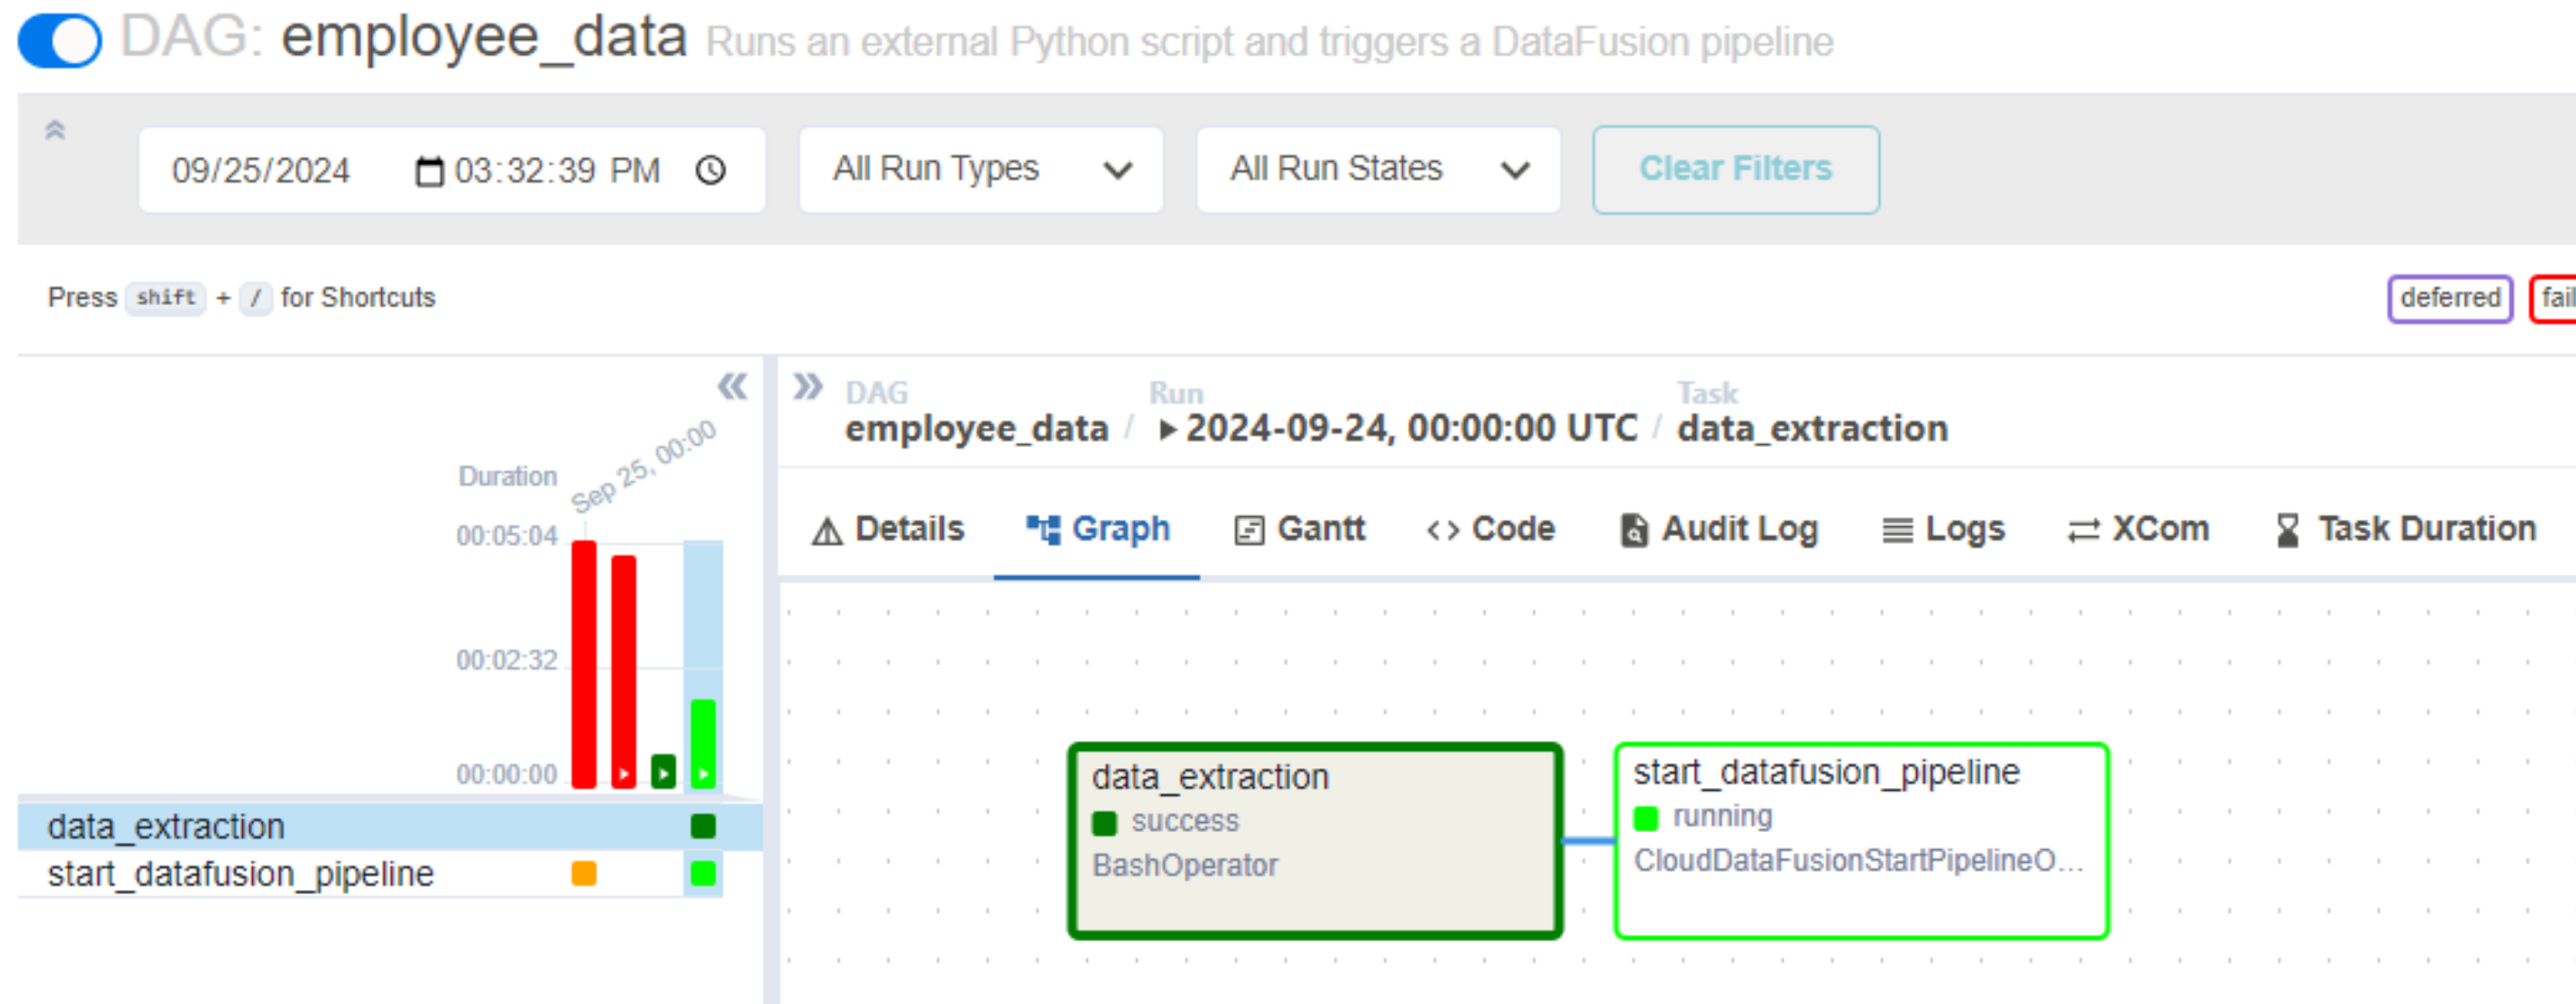 DAG: employee_data Runs an external Python script and triggers a DataFusion pipeline
09/25/2024 03:32:39 PM All Run Types All Run States Clear Filters
Press shift + / for Shortcuts
deferred fail
DAG Run Task
employee_data / 2024-09-24, 00:00:00 UTC / data_extraction
Details Graph Gantt Code Audit Log Logs XCom Task Duration
Sep 25, 00:00
Duration
00:05:04
00:02:32
00:00:00
data_extraction
start_datafusion_pipeline
data_extraction
success
BashOperator
start_datafusion_pipeline
running
CloudDataFusionStartPipelineO...